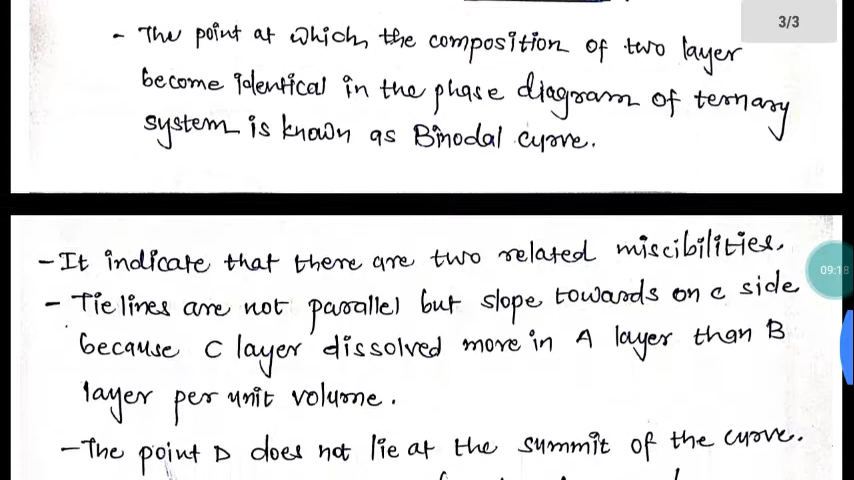 3/3
- The point at which the composition of two layer
become identical in the phase diagram of ternary
system is known as Binodal curve.
- It indicate that there are two related miscibilities.
09:18
- Tie lines are not parallel but slope towards on c side
because C layer dissolved more in A layer than B
layer per unit volume.
- The point D does not lie at the summit of the curve.